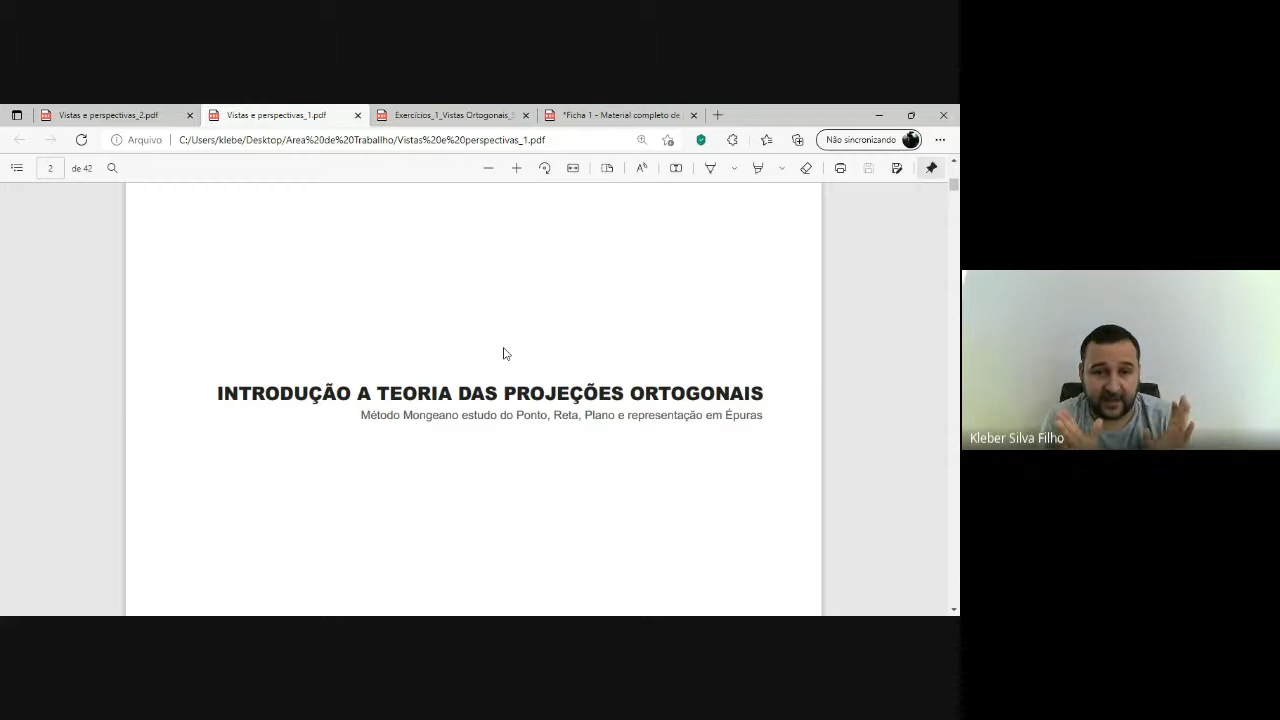 Vistas e perspectivas_2.pdf
Vistas e perspectivas_1.pdf
Exercícios_1_Vistas Ortogonais_
*Ficha 1 - Material completo de
Arquivo
C:/Users/klebe/Desktop/Area%20de%20Traballho/Vistas%20e%20perspectivas_1.pdf
Não sincronizando
2
de 42
INTRODUÇÃO A TEORIA DAS PROJEÇÕES ORTOGONAIS
Método Mongeano estudo do Ponto, Reta, Plano e representação em Épuras
Kleber Silva Filho